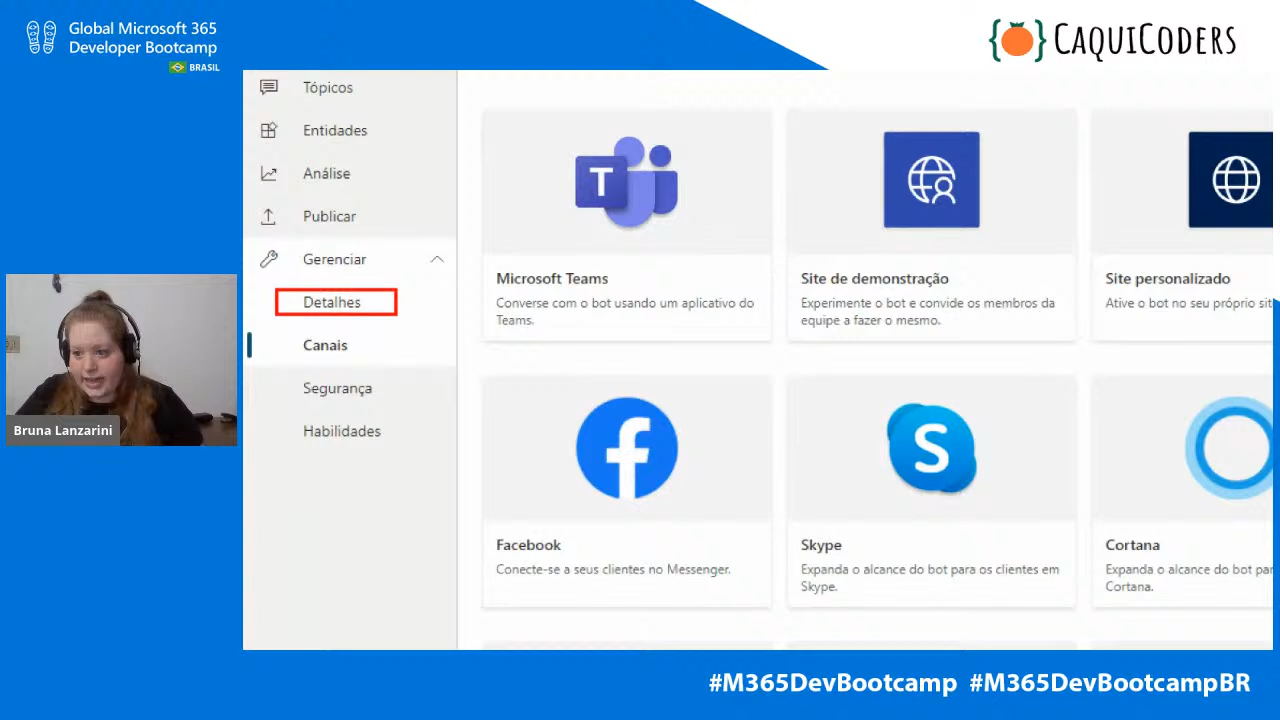 Global Microsoft 365
Developer Bootcamp
BRASIL
CAQUICODERS
Tópicos
Entidades
Análise
Publicar
Gerenciar
Detalhes
Canais
Segurança
Habilidades
T
Microsoft Teams
Converse com o bot usando um aplicativo do
Teams.
Site de demonstração
Experimente o bot e convide os membros da
equipe a fazer o mesmo.
Site personalizado
Ative o bot no seu próprio sit
Facebook
Conecte-se a seus clientes no Messenger.
S
Skype
Expanda o alcance do bot para os clientes em
Skype.
Cortana
Expanda o alcance do bot par
Cortana.
Bruna Lanzarini
#M365DevBootcamp #M365DevBootcampBR